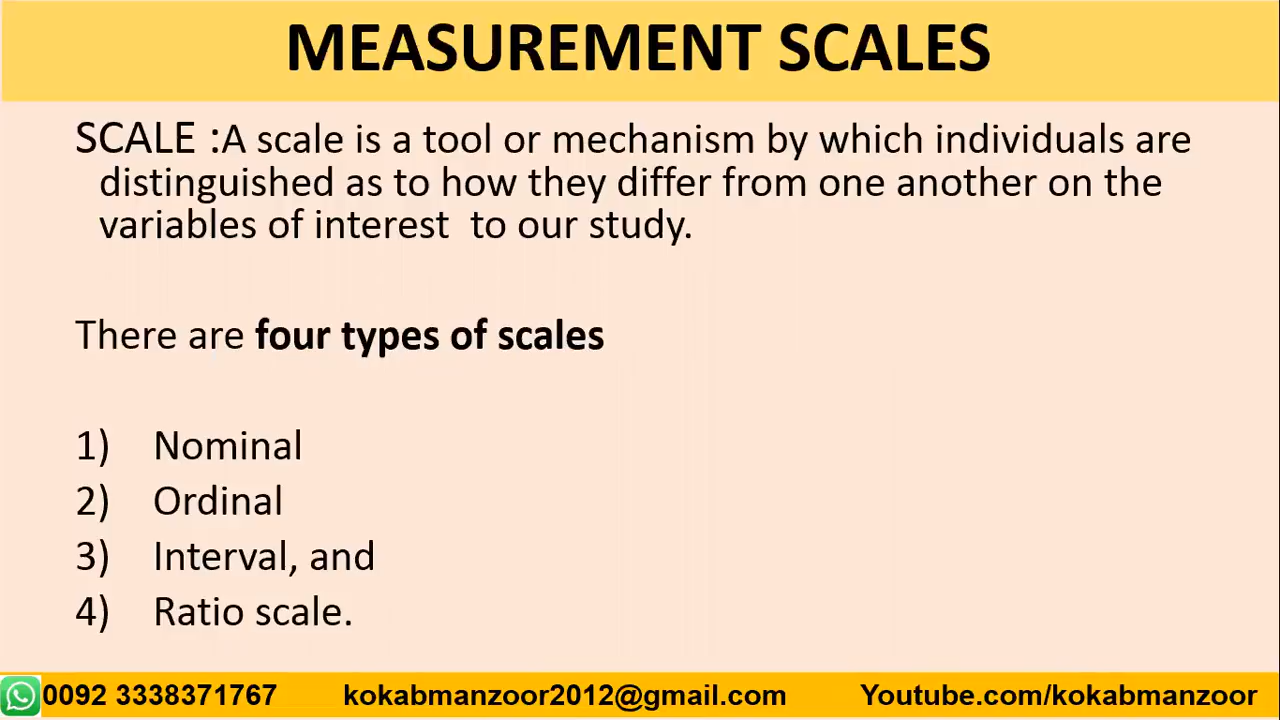 MEASUREMENT SCALES
SCALE :A scale is a tool or mechanism by which individuals are
distinguished as to how they differ from one another on the
variables of interest  to our study.
There are four types of scales
1) Nominal
2) Ordinal
3) Interval, and
4) Ratio scale.
0092 3338371767 kokabmanzoor2012@gmail.com Youtube.com/kokabmanzoor